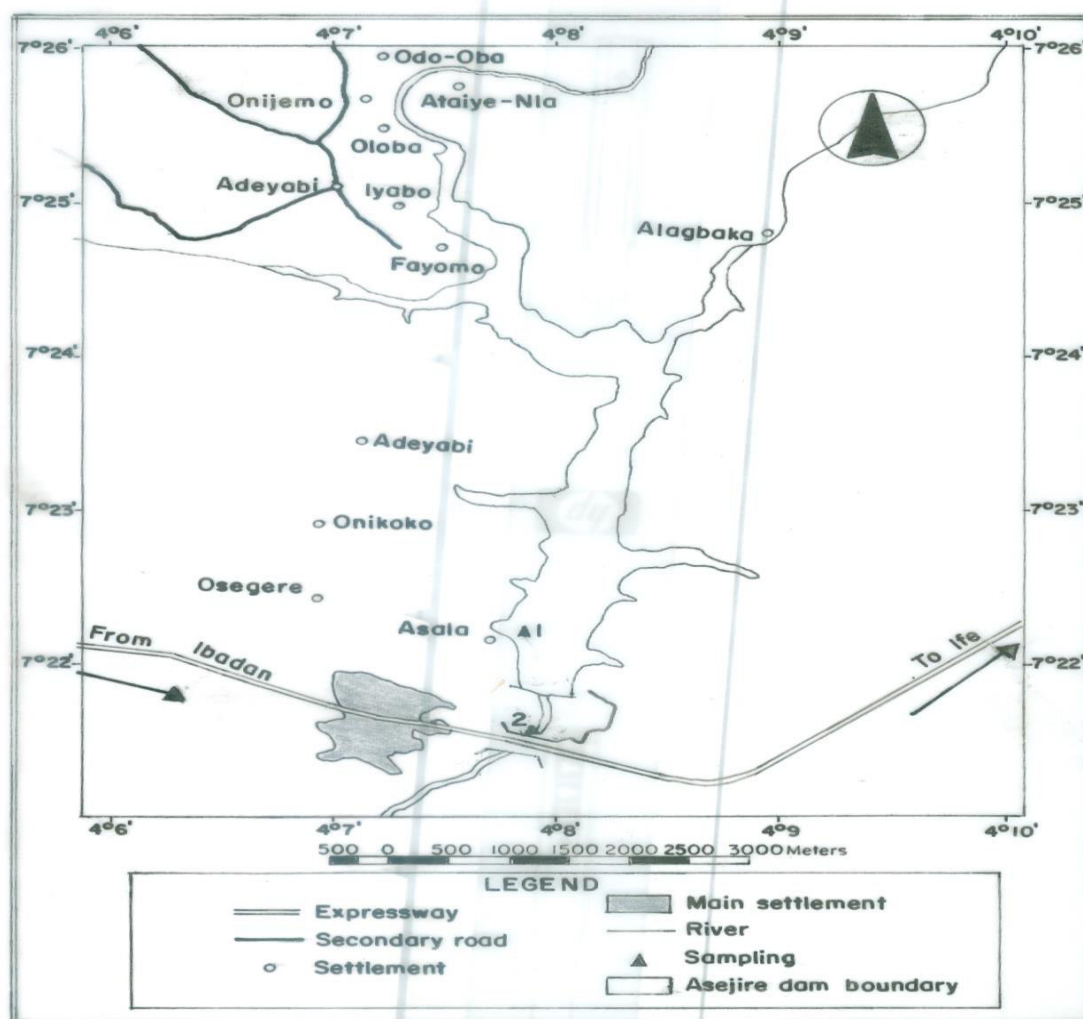 4°6' 4°7' 4°8' 4°9' 4°10'
7°26' 7°26'
Odo-Oba
Onijemo
Ataiye-Nla
Oloba
Adeyabi
Iyabo
7°25' 7°25'
Alagbaka
Fayomo
7°24' 7°24'
Adeyabi
7°23' 7°23'
Onikoko
Osegere
Asala
1
From Ibadan
To Ife
7°22' 7°22'
2
4°6' 4°7' 4°8' 4°9' 4°10'
500 0 500 1000 1500 2000 2500 3000 Meters
LEGEND
Expressway
Secondary road
Settlement
Main settlement
River
Sampling
Asejire dam boundary